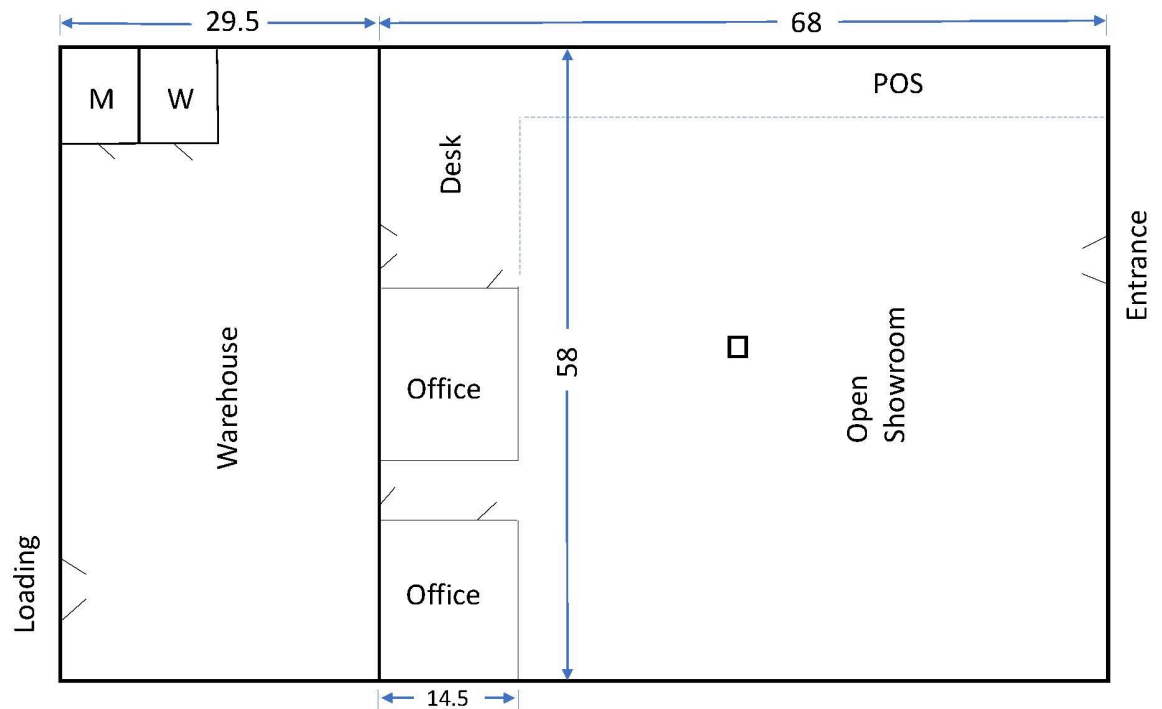 29.5
68
M
W
POS
Desk
Entrance
Warehouse
58
Office
Open
Showroom
Loading
Office
14.5